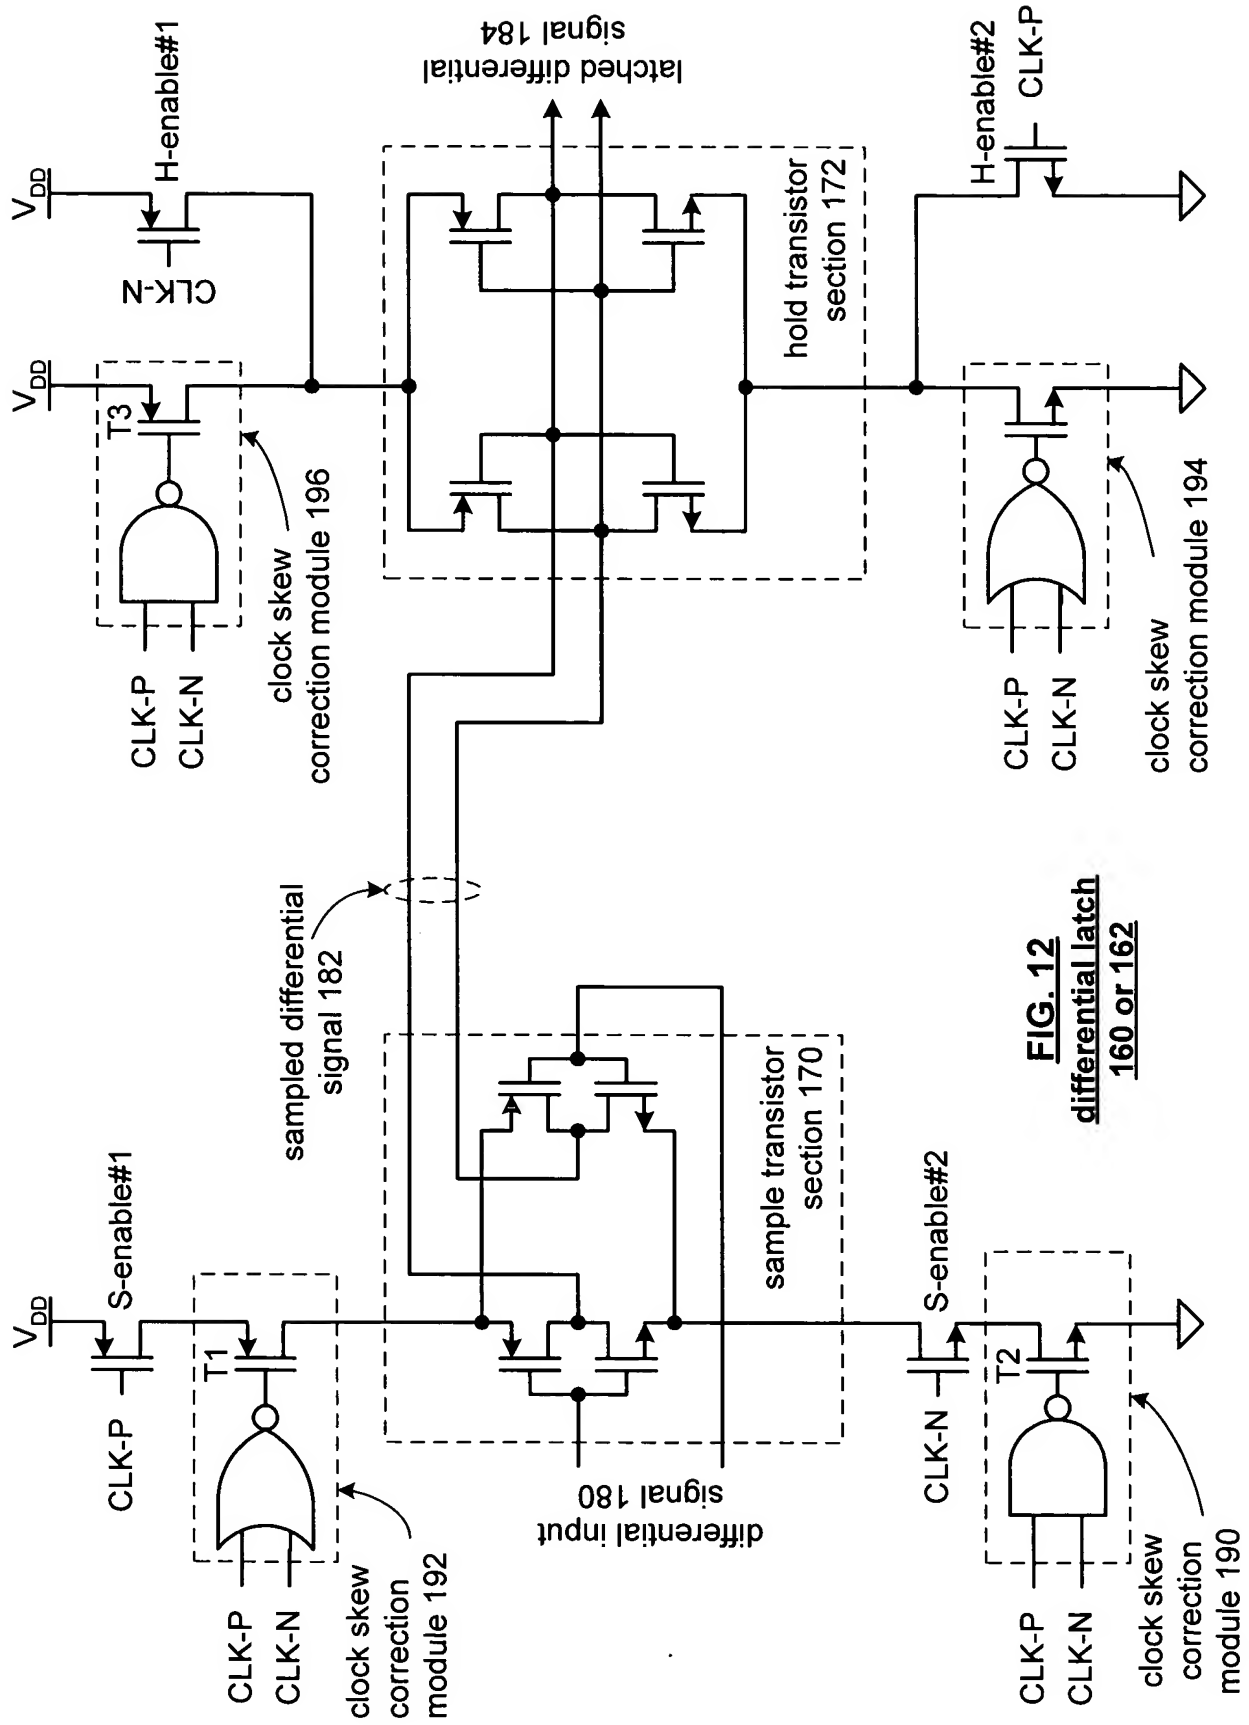 V_DD
S-enable#1
CLK-P
T1
CLK-P
CLK-N
clock skew
correction
module 192
differential input
signal 180
sample transistor
section 170
sampled differential
signal 182
S-enable#2
CLK-N
T2
CLK-P
CLK-N
clock skew
correction
module 190
V_DD
T3
CLK-P
CLK-N
clock skew
correction module 196
V_DD
H-enable#1
CLK-N
latched differential
signal 184
hold transistor
section 172
H-enable#2
CLK-P
CLK-P
CLK-N
clock skew
correction module 194
FIG. 12
differential latch
160 or 162